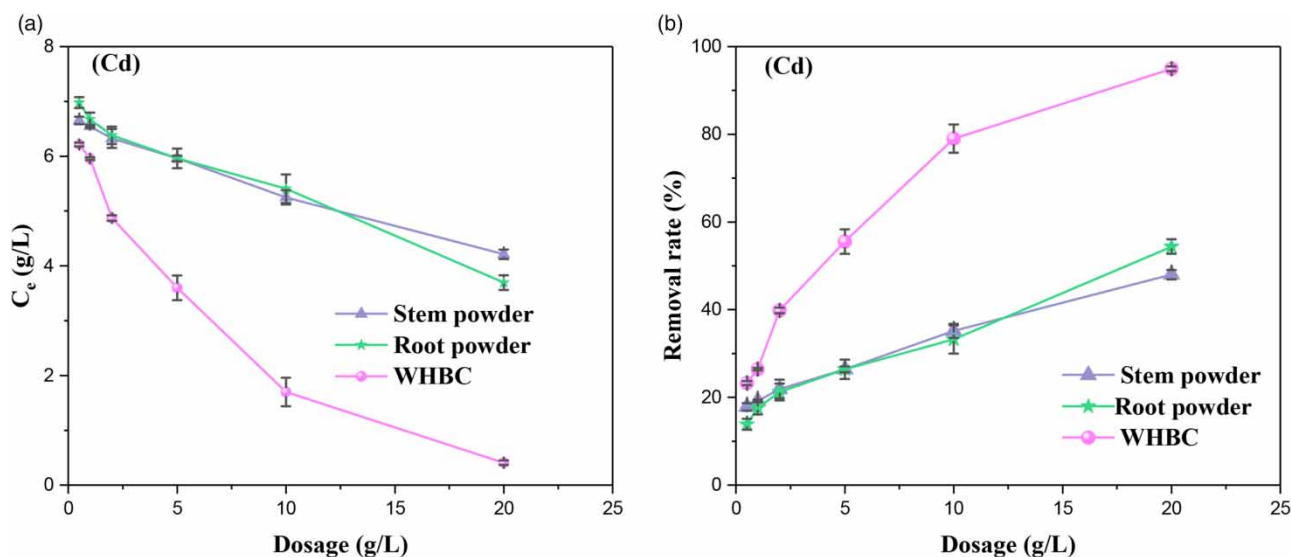 (a)
(Cd)
8
6
4
2
0
C_e (g/L)
Stem powder
Root powder
WHBC
0 5 10 15 20 25
Dosage (g/L)
(b)
(Cd)
100
80
60
40
20
0
Removal rate (%)
Stem powder
Root powder
WHBC
0 5 10 15 20 25
Dosage (g/L)